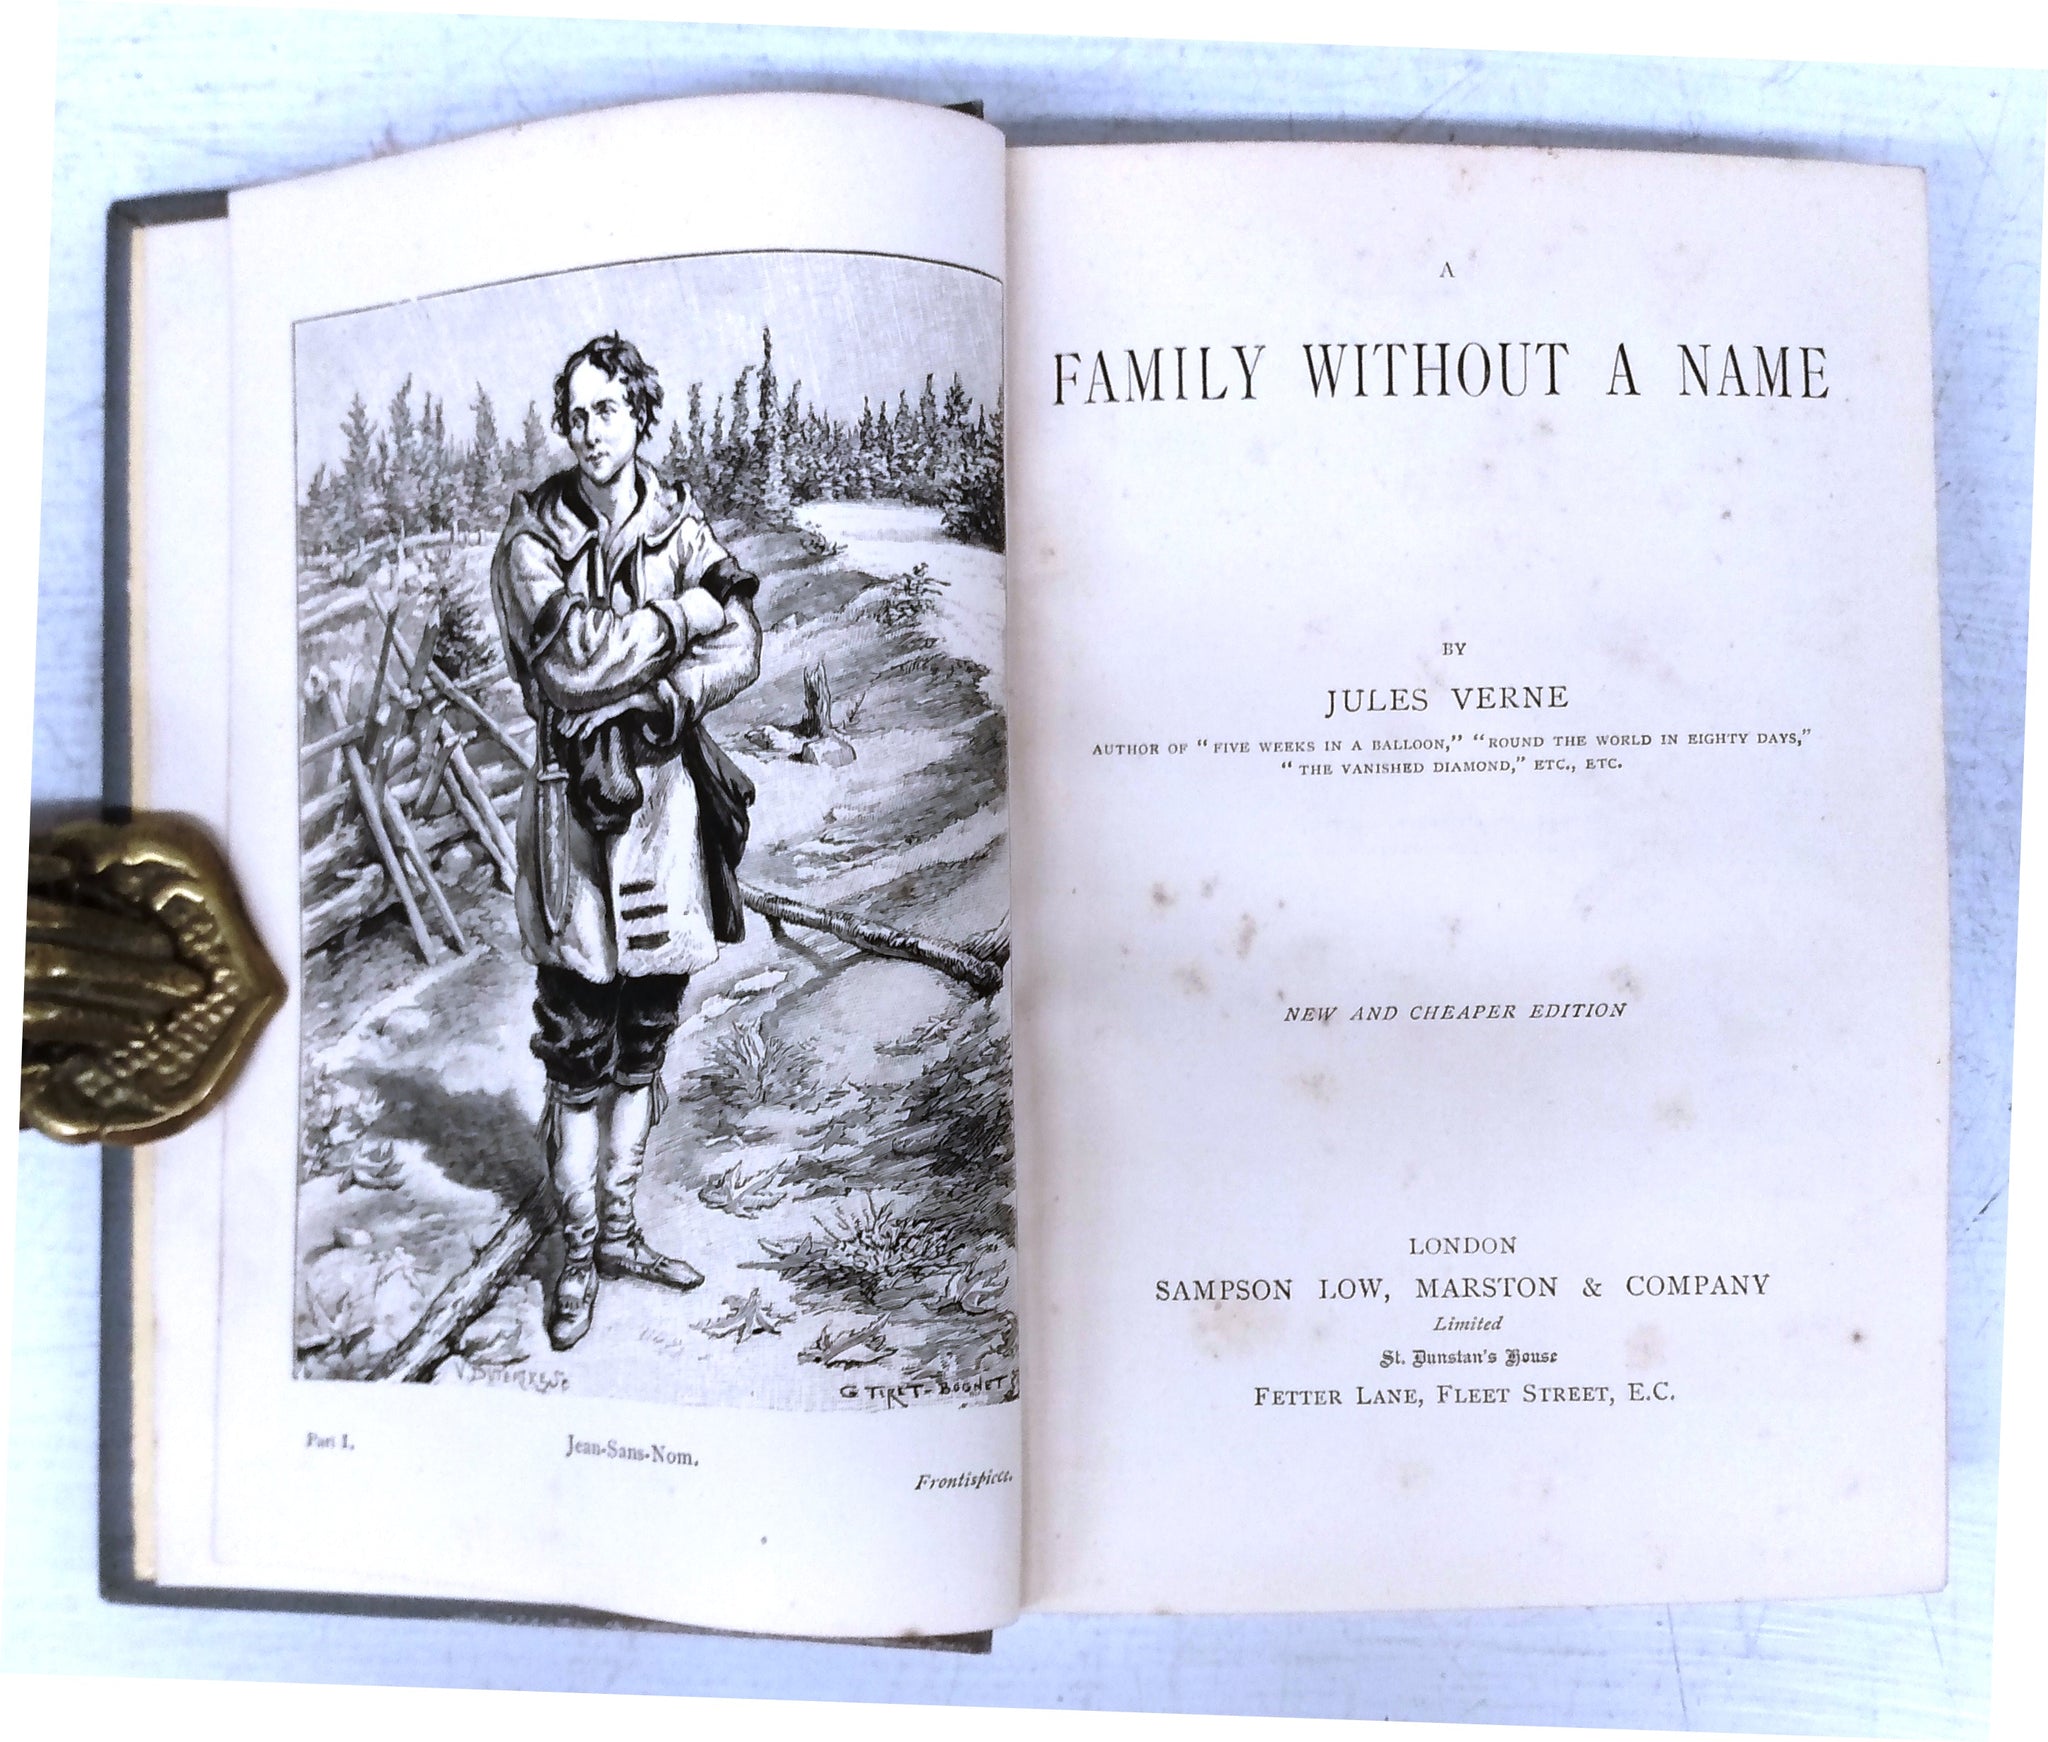 G TIRET-BOGNET
Part I.
Jean-Sans-Nom.
Frontispiece.
A
FAMILY WITHOUT A NAME
BY
JULES VERNE
AUTHOR OF "FIVE WEEKS IN A BALLOON," "ROUND THE WORLD IN EIGHTY DAYS,"
"THE VANISHED DIAMOND," ETC., ETC.
NEW AND CHEAPER EDITION
LONDON
SAMPSON LOW, MARSTON & COMPANY
Limited
St. Dunstan's House
FETTER LANE, FLEET STREET, E.C.